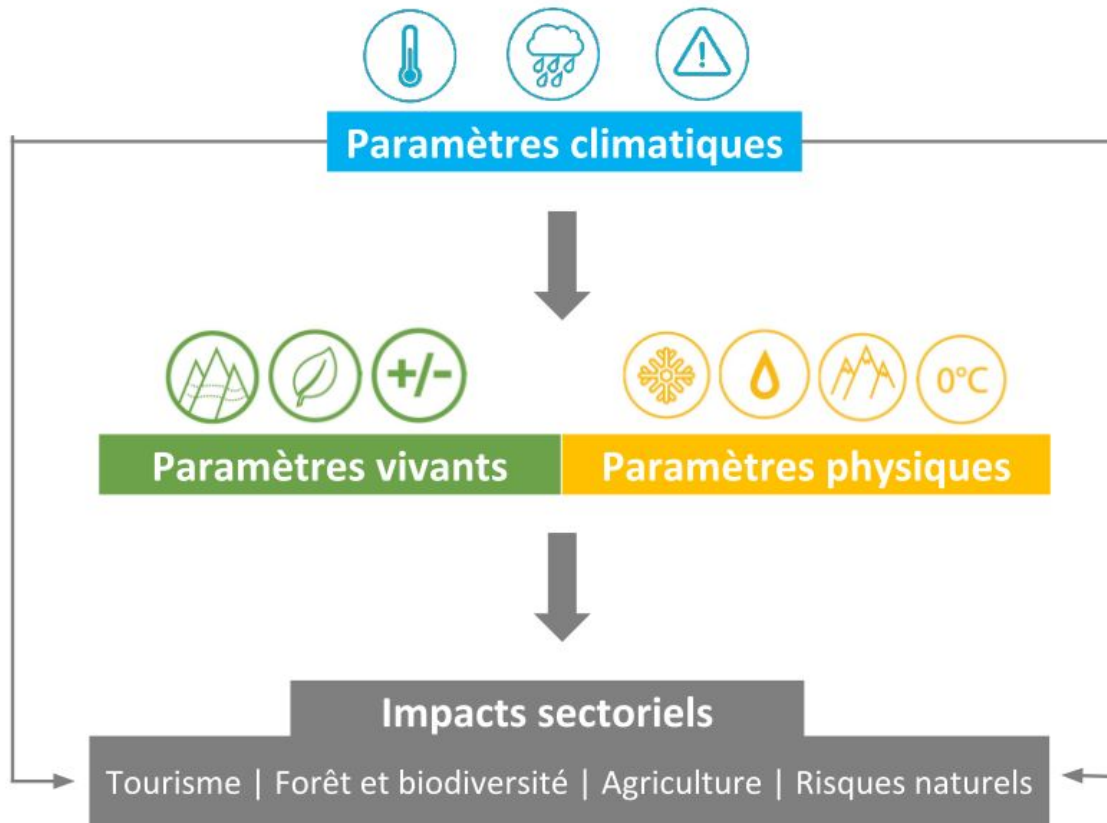 Paramètres climatiques
+/-
0°C
Paramètres vivants
Paramètres physiques
Impacts sectoriels
Tourisme | Forêt et biodiversité | Agriculture | Risques naturels